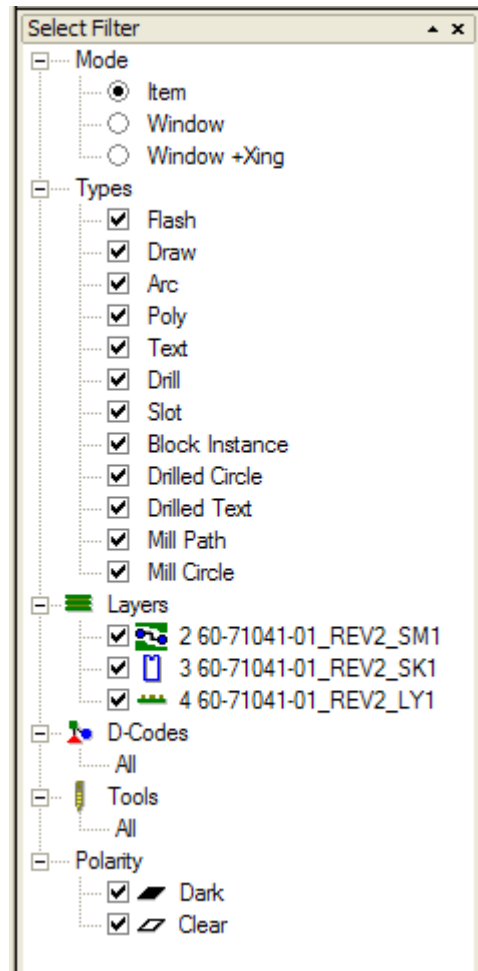 Select Filter
Mode
Item
Window
Window +Xing
Types
Flash
Draw
Arc
Poly
Text
Drill
Slot
Block Instance
Drilled Circle
Drilled Text
Mill Path
Mill Circle
Layers
2 60-71041-01_REV2_SM1
3 60-71041-01_REV2_SK1
4 60-71041-01_REV2_LY1
D-Codes
All
Tools
All
Polarity
Dark
Clear